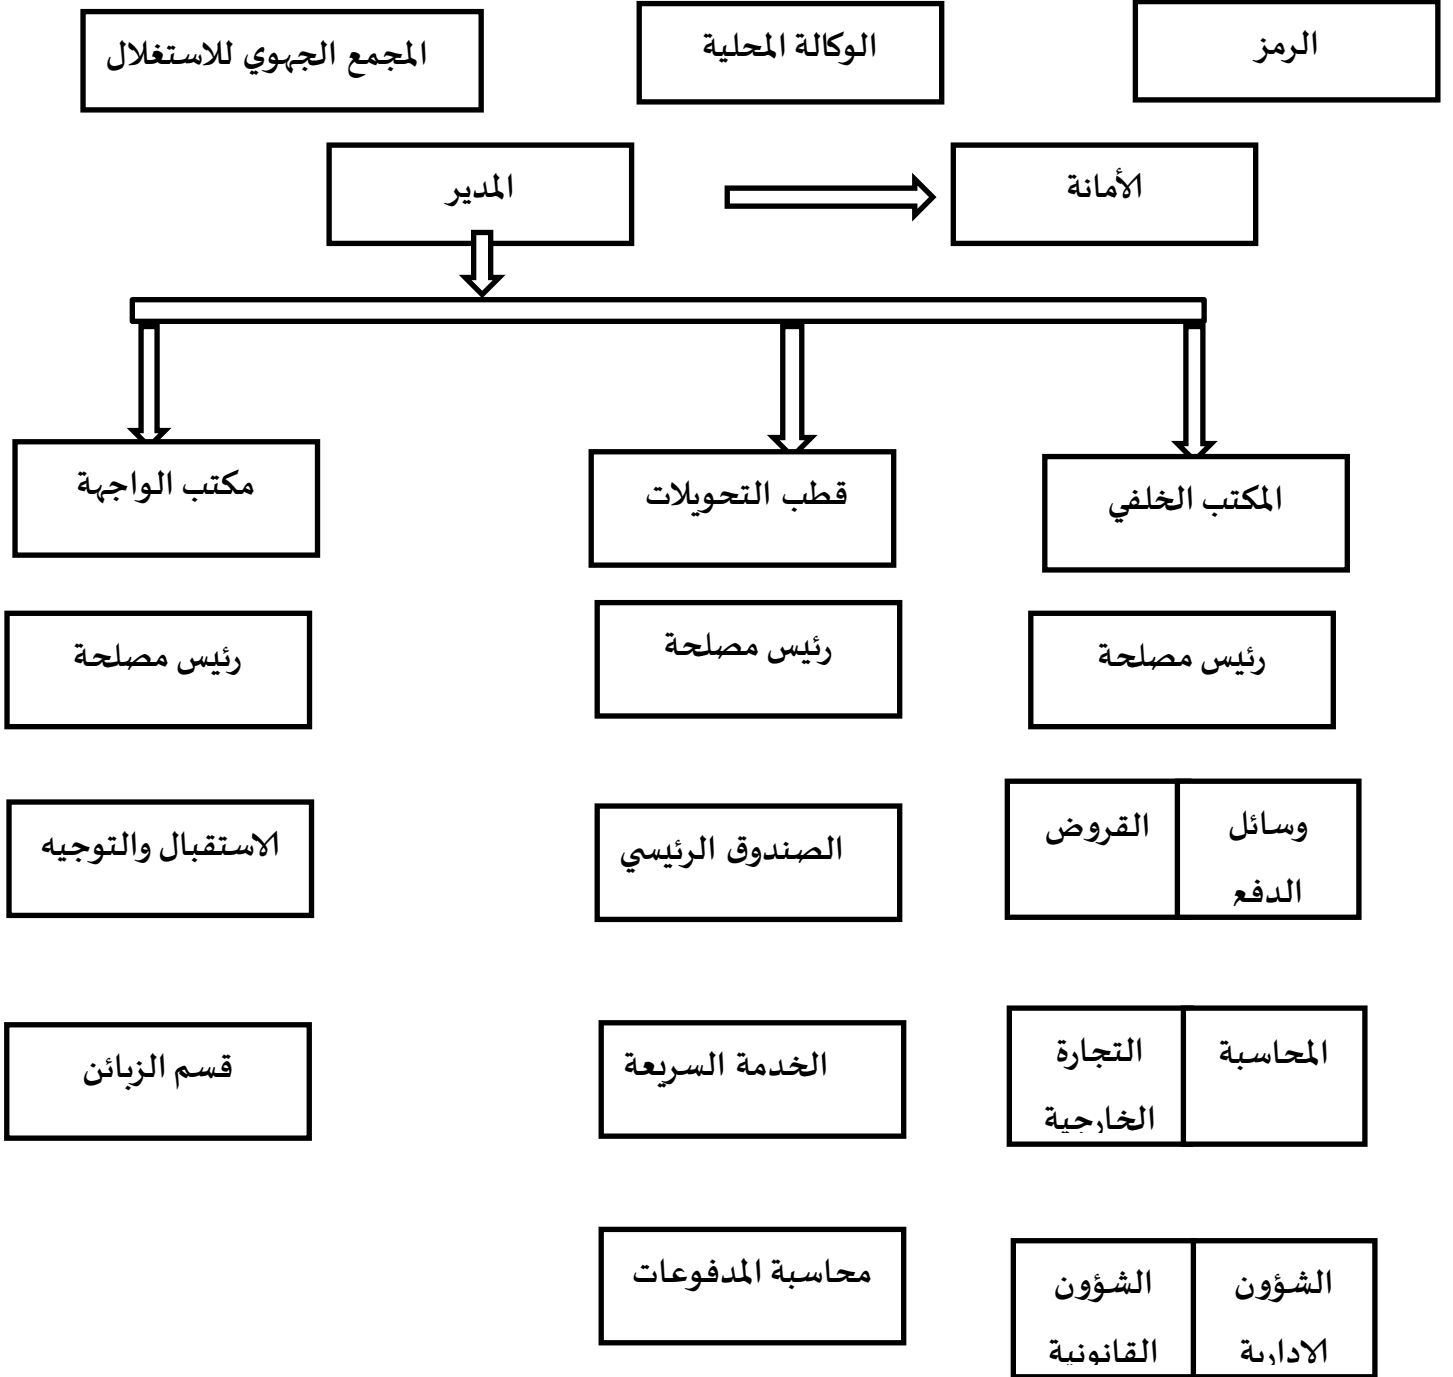 الرمز
الوكالة المحلية
المجمع الجهوي للاستغلال
الأمانة
المدير
المكتب الخلفي
قطب التحويلات
مكتب الواجهة
رئيس مصلحة
رئيس مصلحة
رئيس مصلحة
وسائل
الدفع
القروض
الصندوق الرئيسي
الاستقبال والتوجيه
المحاسبة
التجارة
الخارجية
الخدمة السريعة
قسم الزبائن
الشؤون
الادارية
الشؤون
القانونية
محاسبة المدفوعات